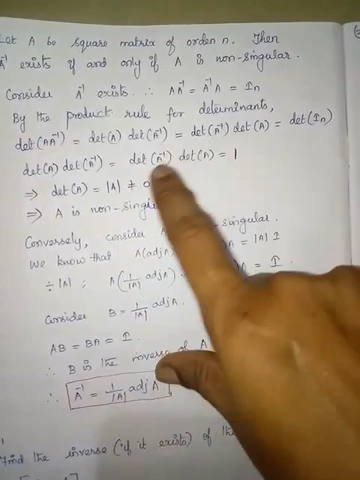 Let A be square matrix of order n. Then
A⁻¹ exists if and only if A is non-singular.
Consider A⁻¹ exists ∴ AA⁻¹ = A⁻¹A = In
By the product rule for determinants,
det(AA⁻¹) = det(A) det(A⁻¹) = det(A⁻¹) det(A) = det(In)
det(A) det(A⁻¹) = det(A⁻¹) det(A) = 1
⇒ det(A) = |A| ≠ 0
⇒ A is non-
Conversely, consider A -singular.
We know that A(adj A = |A| I
÷ |A| ; A(1/|A| adj A) = I.
Consider B = 1/|A| adj A
AB = BA = I.
∴ B is the inverse of A
∴ A⁻¹ = 1/|A| adj A
Find the inverse (if it exists) of the